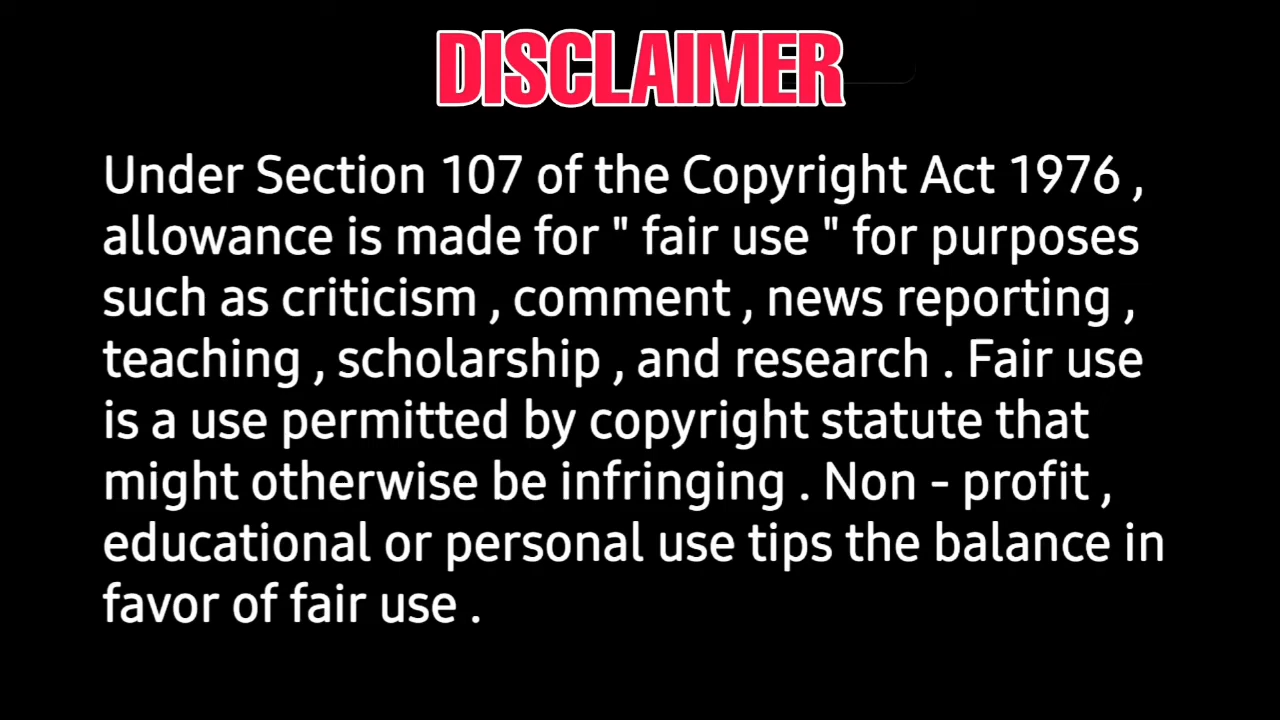 DISCLAIMER
Under Section 107 of the Copyright Act 1976 ,
allowance is made for " fair use " for purposes
such as criticism , comment , news reporting ,
teaching , scholarship , and research . Fair use
is a use permitted by copyright statute that
might otherwise be infringing . Non - profit ,
educational or personal use tips the balance in
favor of fair use .